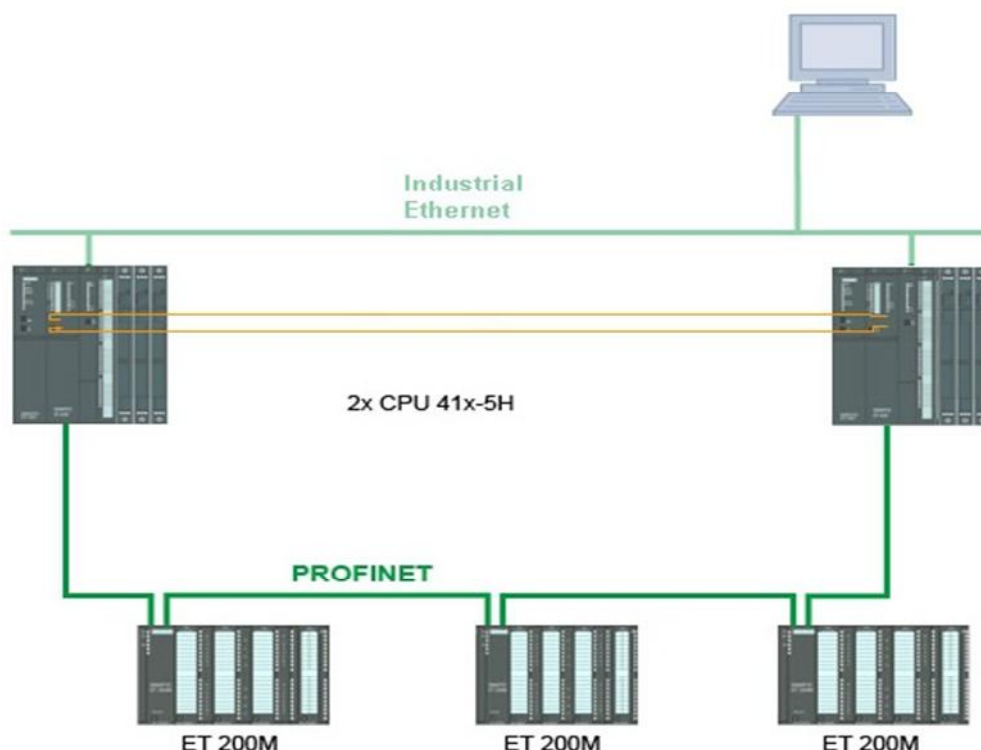 Industrial
Ethernet
2x CPU 41x-5H
PROFINET
ET 200M
ET 200M
ET 200M